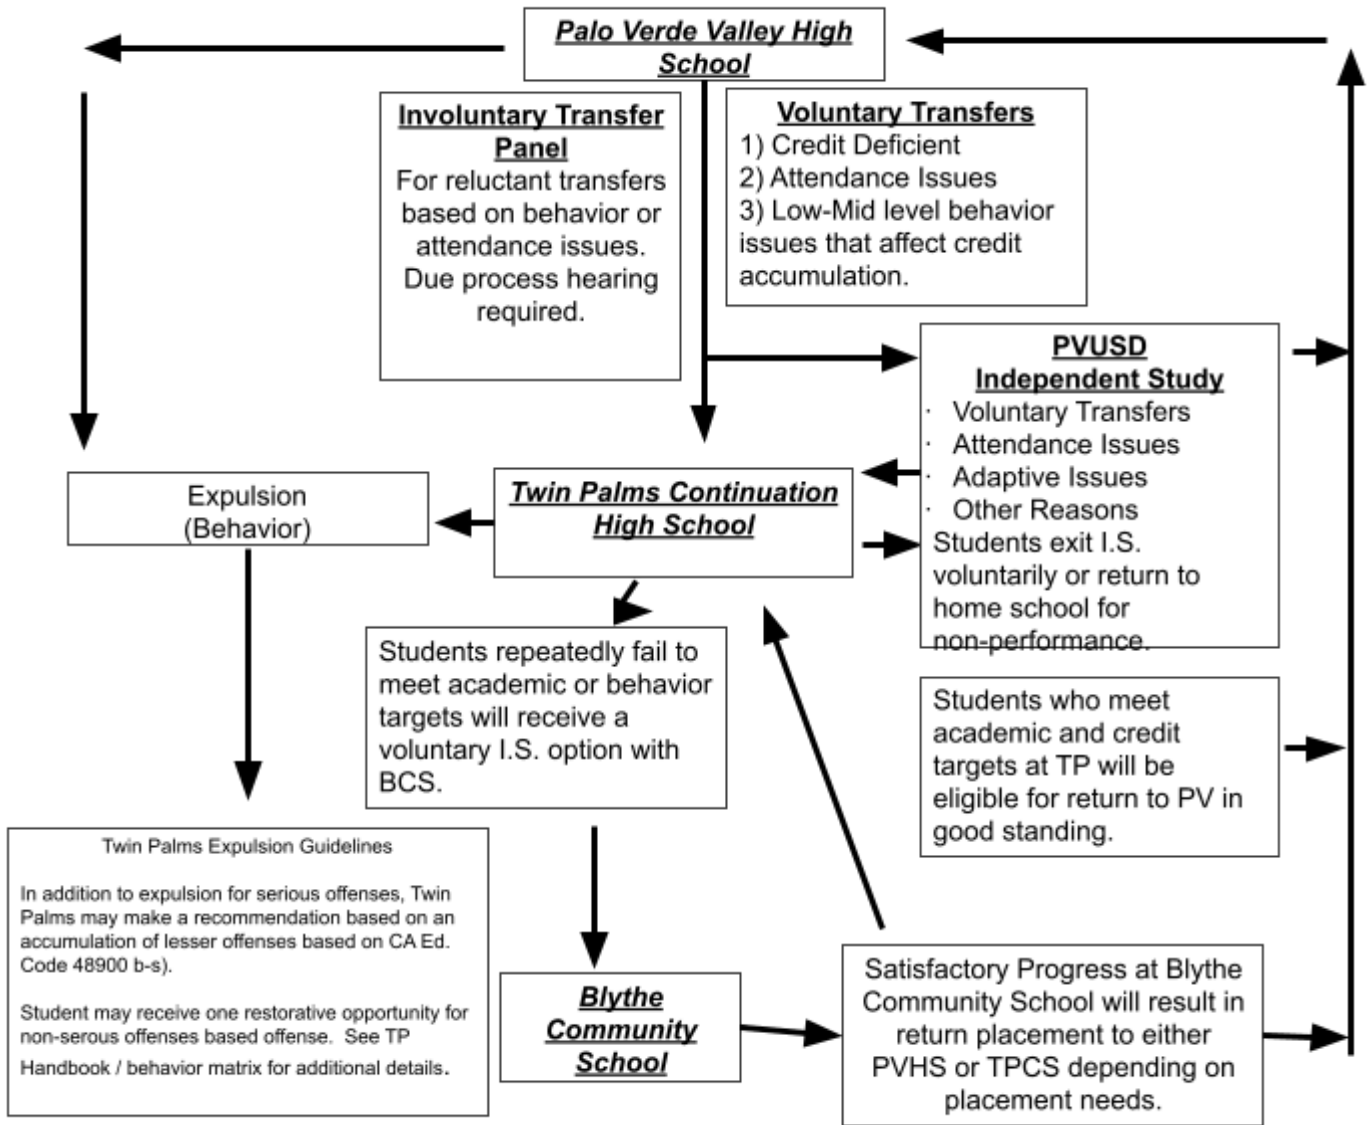 Palo Verde Valley High
School
Involuntary Transfer
Panel
For reluctant transfers
based on behavior or
attendance issues.
Due process hearing
required.
Voluntary Transfers
1) Credit Deficient
2) Attendance Issues
3) Low-Mid level behavior
issues that affect credit
accumulation.
PVUSD
Independent Study
· Voluntary Transfers
· Attendance Issues
· Adaptive Issues
· Other Reasons
Students exit I.S.
voluntarily or return to
home school for
non-performance.
Expulsion
(Behavior)
Twin Palms Continuation
High School
Students repeatedly fail to
meet academic or behavior
targets will receive a
voluntary I.S. option with
BCS.
Students who meet
academic and credit
targets at TP will be
eligible for return to PV in
good standing.
Twin Palms Expulsion Guidelines
In addition to expulsion for serious offenses, Twin
Palms may make a recommendation based on an
accumulation of lesser offenses based on CA Ed.
Code 48900 b-s).
Student may receive one restorative opportunity for
non-serous offenses based offense. See TP
Handbook / behavior matrix for additional details.
Blythe
Community
School
Satisfactory Progress at Blythe
Community School will result in
return placement to either
PVHS or TPCS depending on
placement needs.